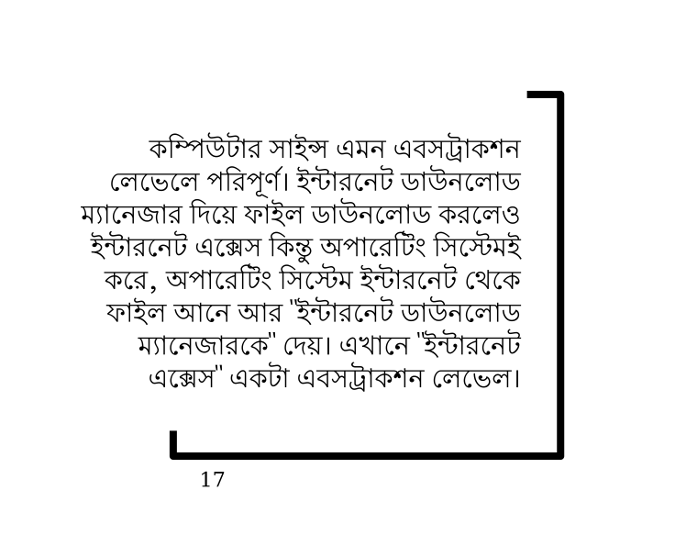 কম্পিউটার সাইন্স এমন এবসট্রাকশন
লেভেলে পরিপূর্ণ। ইন্টারনেট ডাউনলোড
ম্যানেজার দিয়ে ফাইল ডাউনলোড করলেও
ইন্টারনেট এক্সেস কিন্তু অপারেটিং সিস্টেমই
করে, অপারেটিং সিস্টেম ইন্টারনেট থেকে
ফাইল আনে আর "ইন্টারনেট ডাউনলোড
ম্যানেজারকে" দেয়। এখানে "ইন্টারনেট
এক্সেস" একটা এবসট্রাকশন লেভেল।
17